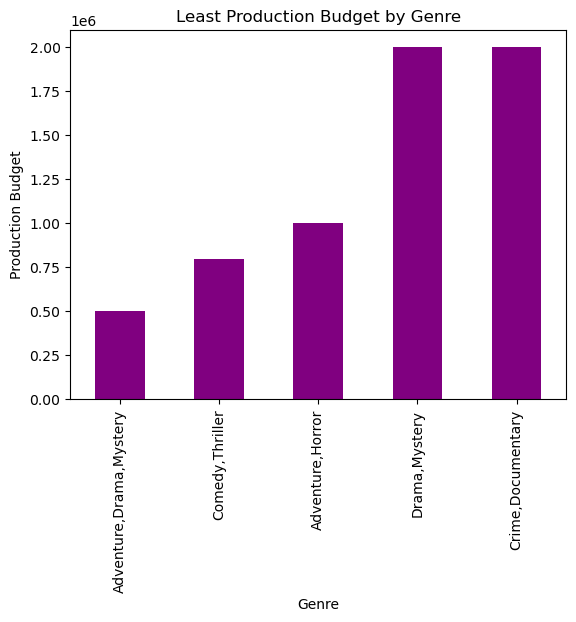 Least Production Budget by Genre
1e6
2.00
1.75
1.50
1.25
1.00
0.75
0.50
0.25
0.00
Production Budget
Adventure,Drama,Mystery
Comedy,Thriller
Adventure,Horror
Drama,Mystery
Crime,Documentary
Genre